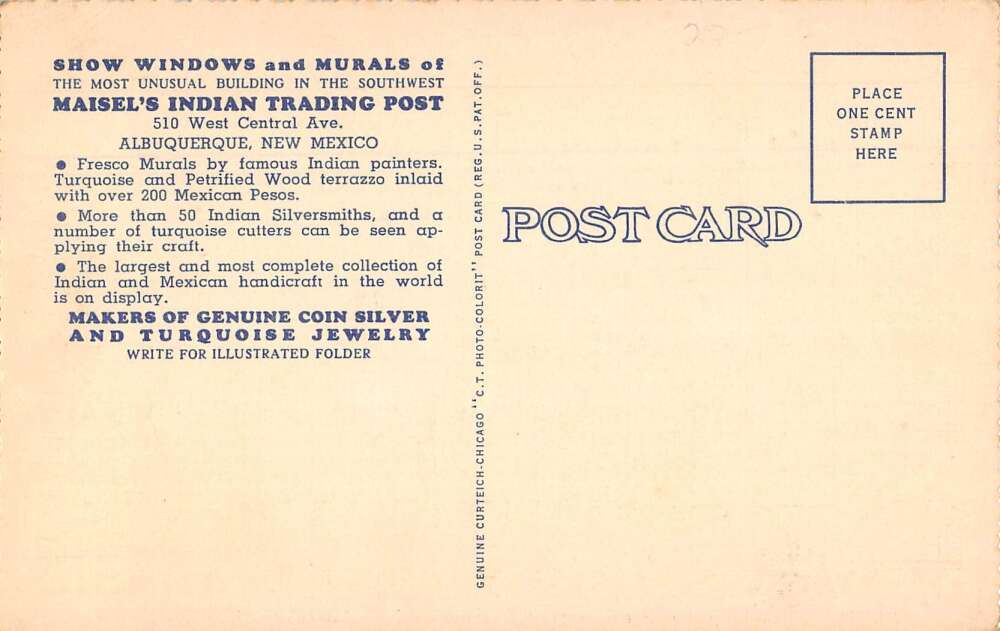 SHOW WINDOWS and MURALS of
THE MOST UNUSUAL BUILDING IN THE SOUTHWEST
MAISEL'S INDIAN TRADING POST
510 West Central Ave.
ALBUQUERQUE, NEW MEXICO
● Fresco Murals by famous Indian painters.
Turquoise and Petrified Wood terrazzo inlaid
with over 200 Mexican Pesos.
● More than 50 Indian Silversmiths, and a
number of turquoise cutters can be seen ap-
plying their craft.
● The largest and most complete collection of
Indian and Mexican handicraft in the world
is on display.
MAKERS OF GENUINE COIN SILVER
AND TURQUOISE JEWELRY
WRITE FOR ILLUSTRATED FOLDER
GENUINE CURTEICH-CHICAGO "C.T. PHOTO-COLORIT" POST CARD (REG. U.S. PAT. OFF.)
POST CARD
PLACE
ONE CENT
STAMP
HERE